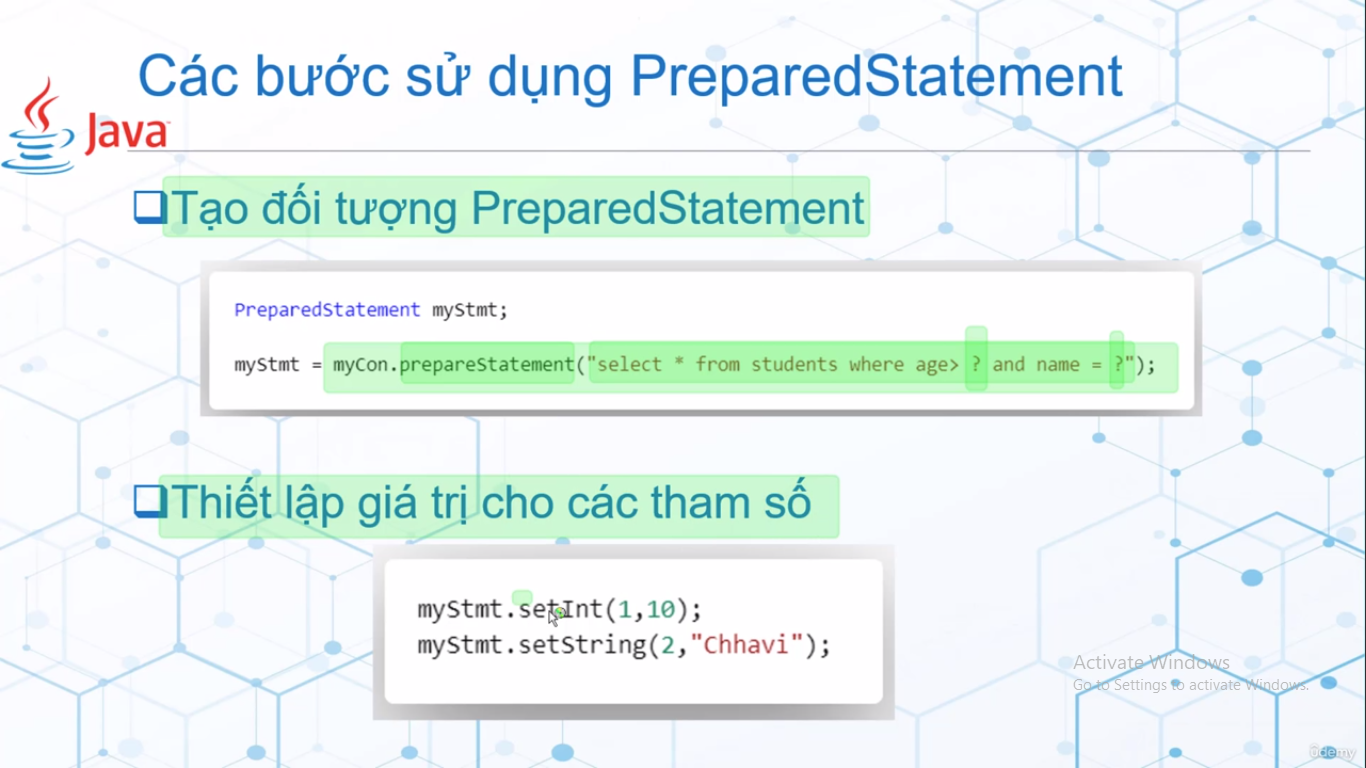 Các bước sử dụng PreparedStatement
Java
Tạo đối tượng PreparedStatement
PreparedStatement myStmt;
myStmt = myCon.prepareStatement("select * from students where age> ? and name = ?");
Thiết lập giá trị cho các tham số
myStmt.setInt(1,10);
myStmt.setString(2,"Chhavi");
Activate Windows
Go to Settings to activate Windows.
ûdemy